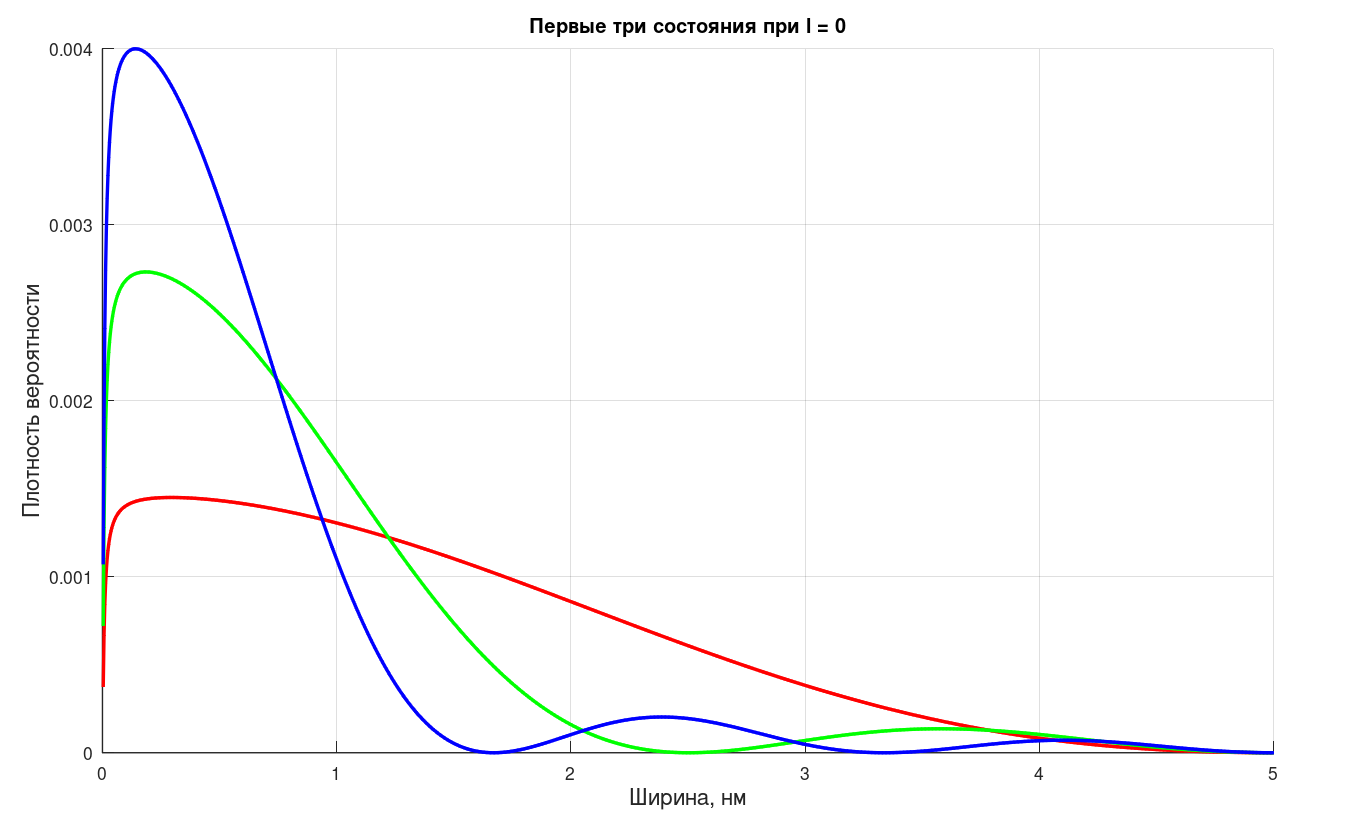 Первые три состояния при l = 0
0.004
0.003
0.002
0.001
0
Плотность вероятности
0 1 2 3 4 5
Ширина, нм